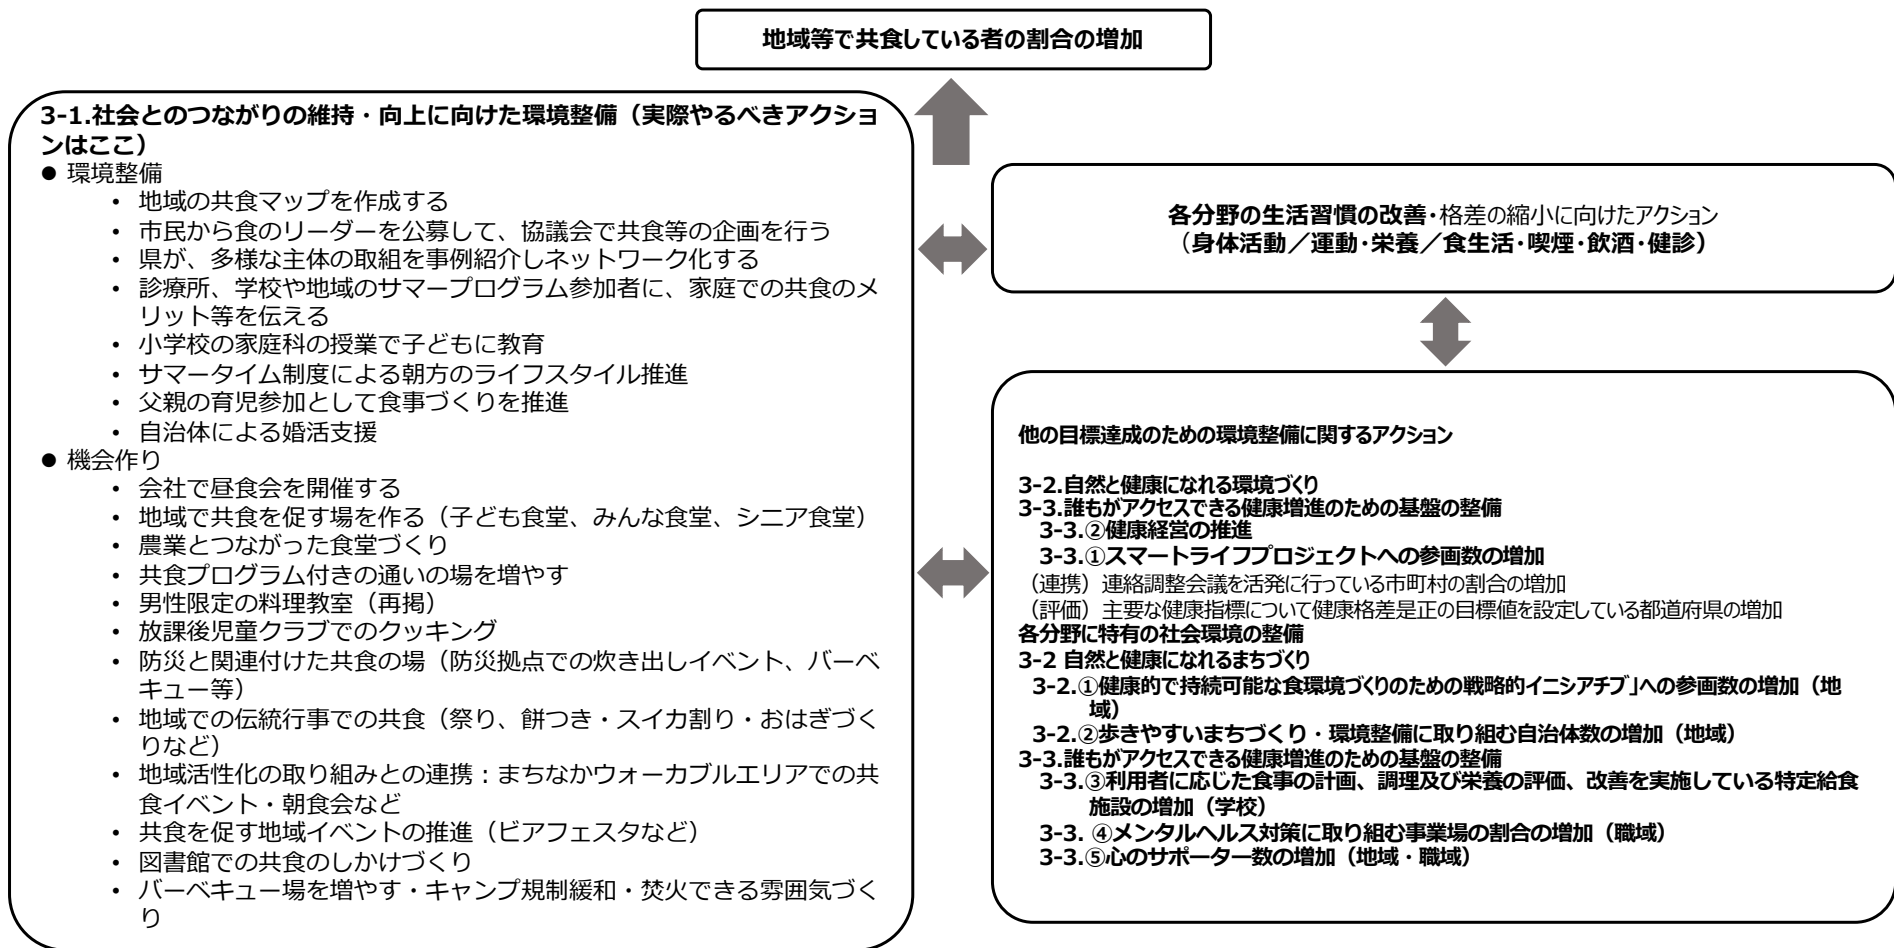 地域等で共食している者の割合の増加
3-1.社会とのつながりの維持・向上に向けた環境整備（実際やるべきアクショ
ンはここ）
● 環境整備
• 地域の共食マップを作成する
• 市民から食のリーダーを公募して、協議会で共食等の企画を行う
• 県が、多様な主体の取組を事例紹介しネットワーク化する
• 診療所、学校や地域のサマープログラム参加者に、家庭での共食のメ
リット等を伝える
• 小学校の家庭科の授業で子どもに教育
• サマータイム制度による朝方のライフスタイル推進
• 父親の育児参加として食事づくりを推進
• 自治体による婚活支援
● 機会作り
• 会社で昼食会を開催する
• 地域で共食を促す場を作る（子ども食堂、みんな食堂、シニア食堂）
• 農業とつながった食堂づくり
• 共食プログラム付きの通いの場を増やす
• 男性限定の料理教室（再掲）
• 放課後児童クラブでのクッキング
• 防災と関連付けた共食の場（防災拠点での炊き出しイベント、バーベ
キュー等）
• 地域での伝統行事での共食（祭り、餅つき・スイカ割り・おはぎづく
りなど）
• 地域活性化の取り組みとの連携：まちなかウォーカブルエリアでの共
食イベント・朝食会など
• 共食を促す地域イベントの推進（ビアフェスタなど）
• 図書館での共食のしかけづくり
• バーベキュー場を増やす・キャンプ規制緩和・焚火できる雰囲気づく
り
各分野の生活習慣の改善・格差の縮小に向けたアクション
（身体活動／運動・栄養／食生活・喫煙・飲酒・健診）
他の目標達成のための環境整備に関するアクション
3-2.自然と健康になれる環境づくり
3-3.誰もがアクセスできる健康増進のための基盤の整備
3-3.②健康経営の推進
3-3.①スマートライフプロジェクトへの参画数の増加
（連携）連絡調整会議を活発に行っている市町村の割合の増加
（評価）主要な健康指標について健康格差是正の目標値を設定している都道府県の増加
各分野に特有の社会環境の整備
3-2 自然と健康になれるまちづくり
3-2.①健康的で持続可能な食環境づくりのための戦略的イニシアチブ」への参画数の増加（地
域）
3-2.②歩きやすいまちづくり・環境整備に取り組む自治体数の増加（地域）
3-3.誰もがアクセスできる健康増進のための基盤の整備
3-3.③利用者に応じた食事の計画、調理及び栄養の評価、改善を実施している特定給食
施設の増加（学校）
3-3. ④メンタルヘルス対策に取り組む事業場の割合の増加（職域）
3-3.⑤心のサポーター数の増加（地域・職域）